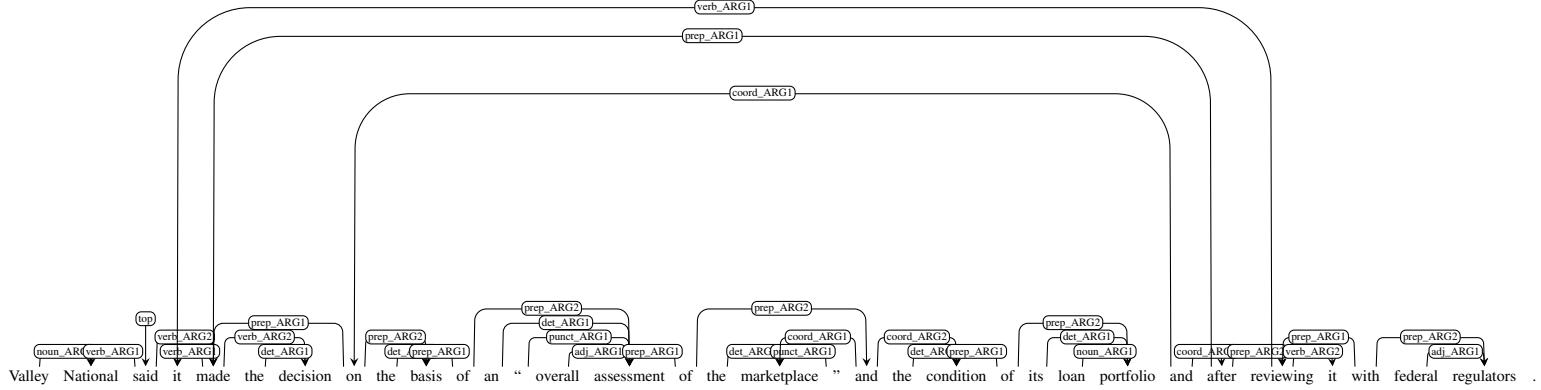 verb_ARG1
prep_ARG1
coord_ARG1
prep_ARG2
top prep_ARG1 det_ARG1 prep_ARG2
verb_ARG2 verb_ARG2 prep_ARG2 punct_ARG1 coord_ARG1 coord_ARG2 det_ARG1 prep_ARG1 prep_ARG2
verb_ARG1 verb_ARG1 det_ARG1 prep_ARG1 adj_ARG1 prep_ARG1 punct_ARG1 prep_ARG1 noun_ARG1 verb_ARG2 adj_ARG1
Valley National said it made the decision on the basis of an “ overall assessment of the marketplace ” and the condition of its loan portfolio and after reviewing it with federal regulators .